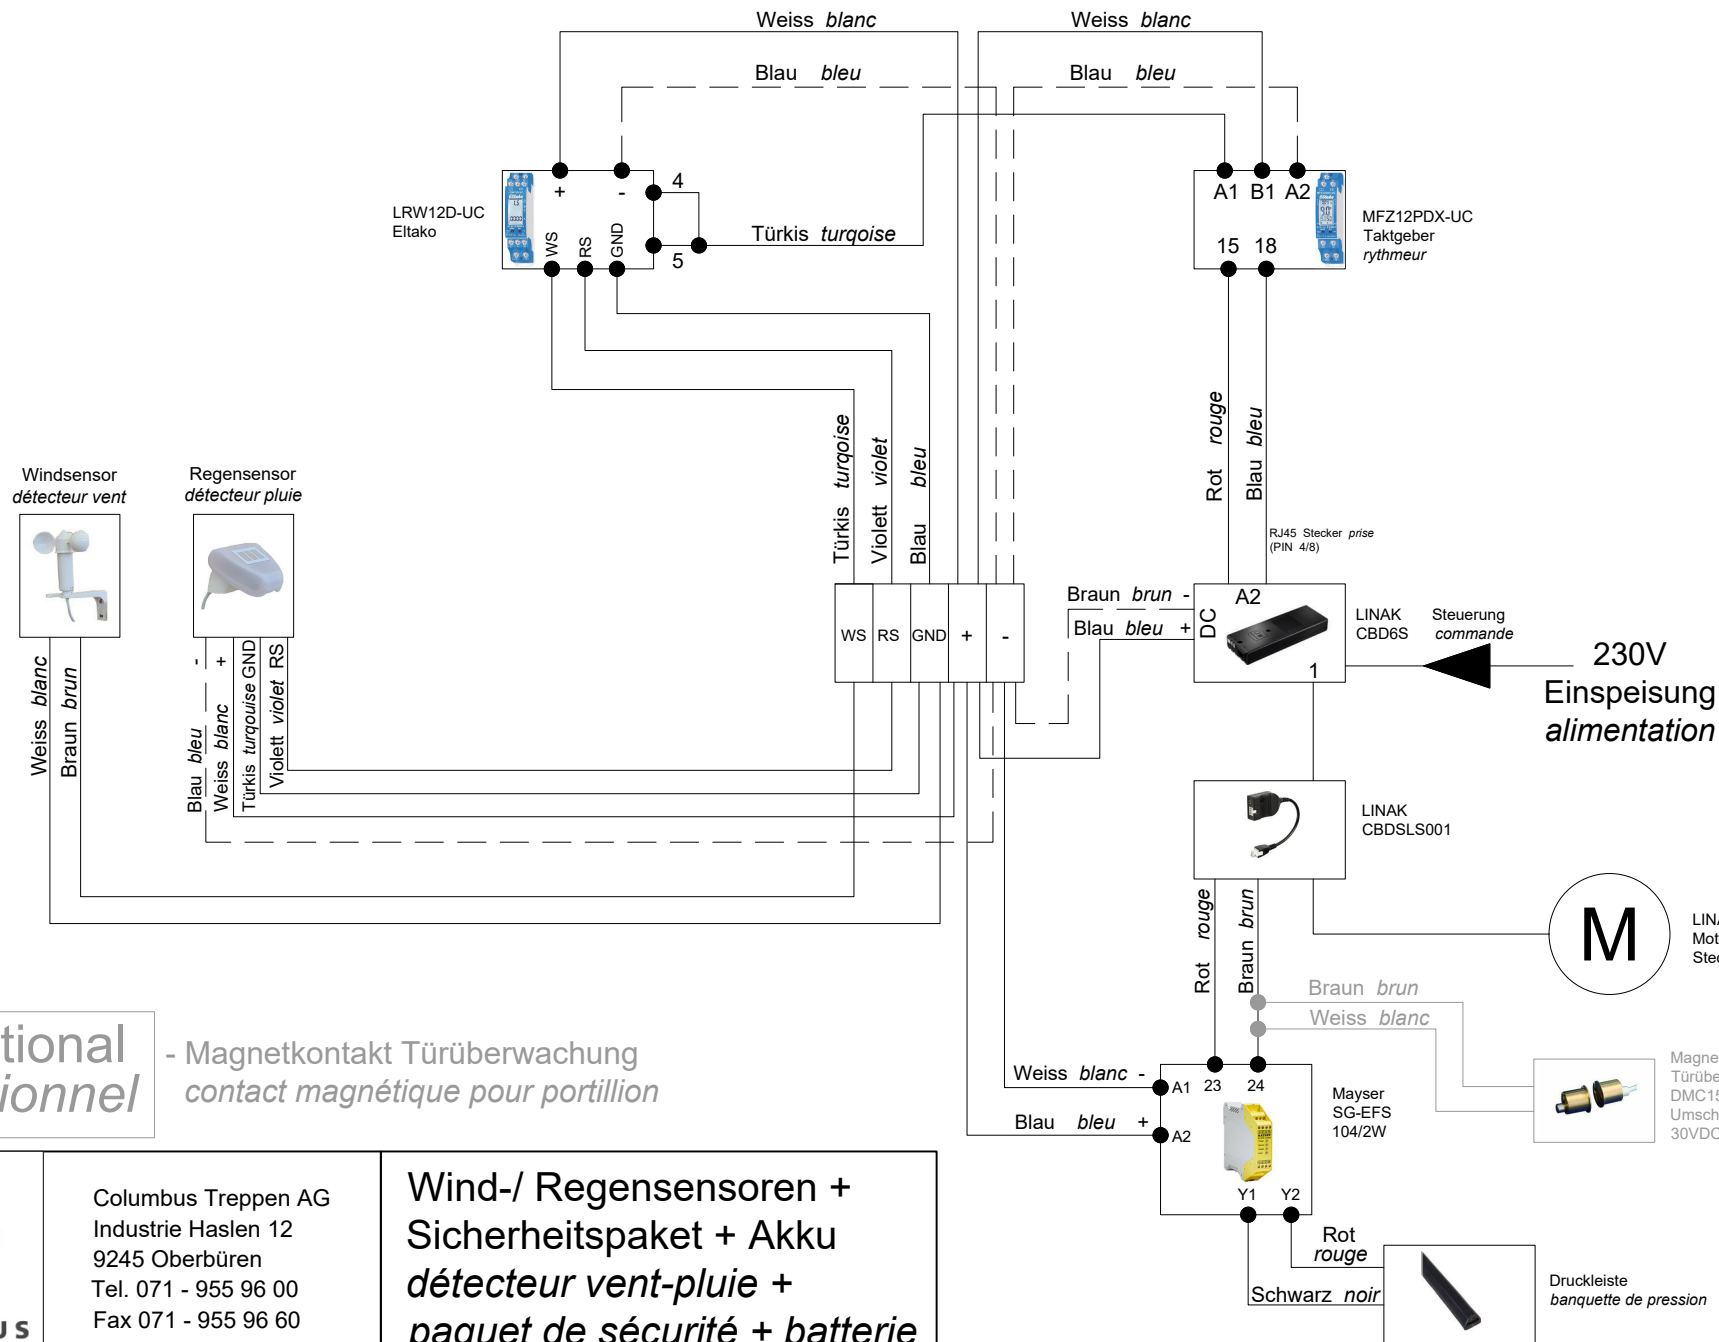 Weiss blanc
Weiss blanc
Blau bleu
Blau bleu
+
-
4
5
WS
RS
GND
LRW12D-UC
Eltako
Türkis turqoise
A1 B1 A2
15 18
MFZ12PDX-UC
Taktgeber
rythmeur
Rot rouge
Blau bleu
RJ45 Stecker prise
(PIN 4/8)
Türkis turqoise
Violett violet
Blau bleu
Windsensor
détecteur vent
Regensensor
détecteur pluie
WS RS GND + -
Braun brun -
Blau bleu +
DC
A2
1
LINAK
CBD6S
Steuerung
commande
230V
Einspeisung
alimentation
Weiss blanc
Braun brun
Blau bleu -
Weiss blanc +
Türkis turqouise GND
Violett violet RS
LINAK
CBDSLS001
Rot rouge
Braun brun
M
Braun brun
Weiss blanc
- Magnetkontakt Türüberwachung
contact magnétique pour portillion
Weiss blanc -
Blau bleu +
A1
A2
23 24
Y1 Y2
Mayser
SG-EFS
104/2W
Rot
rouge
Schwarz noir
Druckleiste
banquette de pression
Columbus Treppen AG
Industrie Haslen 12
9245 Oberbüren
Tel. 071 - 955 96 00
Fax 071 - 955 96 60
Wind-/ Regensensoren +
Sicherheitspaket + Akku
détecteur vent-pluie +
paquet de sécurité + batterie